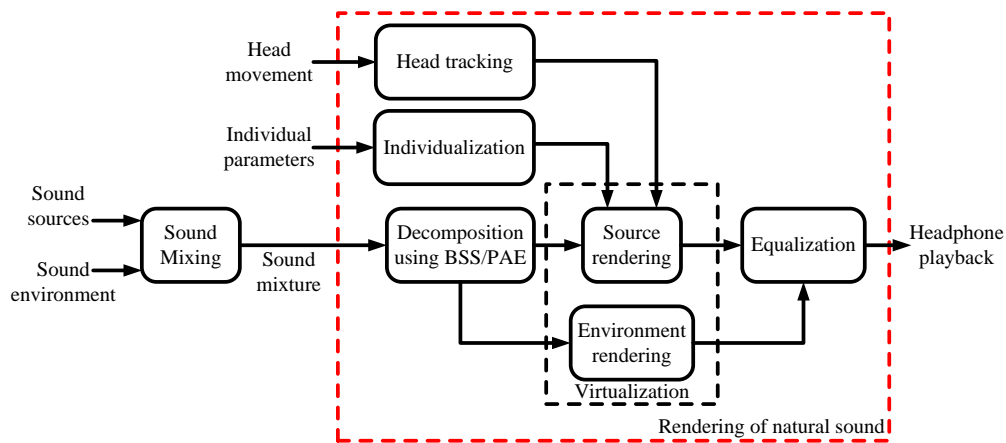 Head
movement
Head tracking
Individual
parameters
Individualization
Sound
sources
Sound
environment
Sound
Mixing
Sound
mixture
Decomposition
using BSS/PAE
Source
rendering
Equalization
Headphone
playback
Environment
rendering
Virtualization
Rendering of natural sound